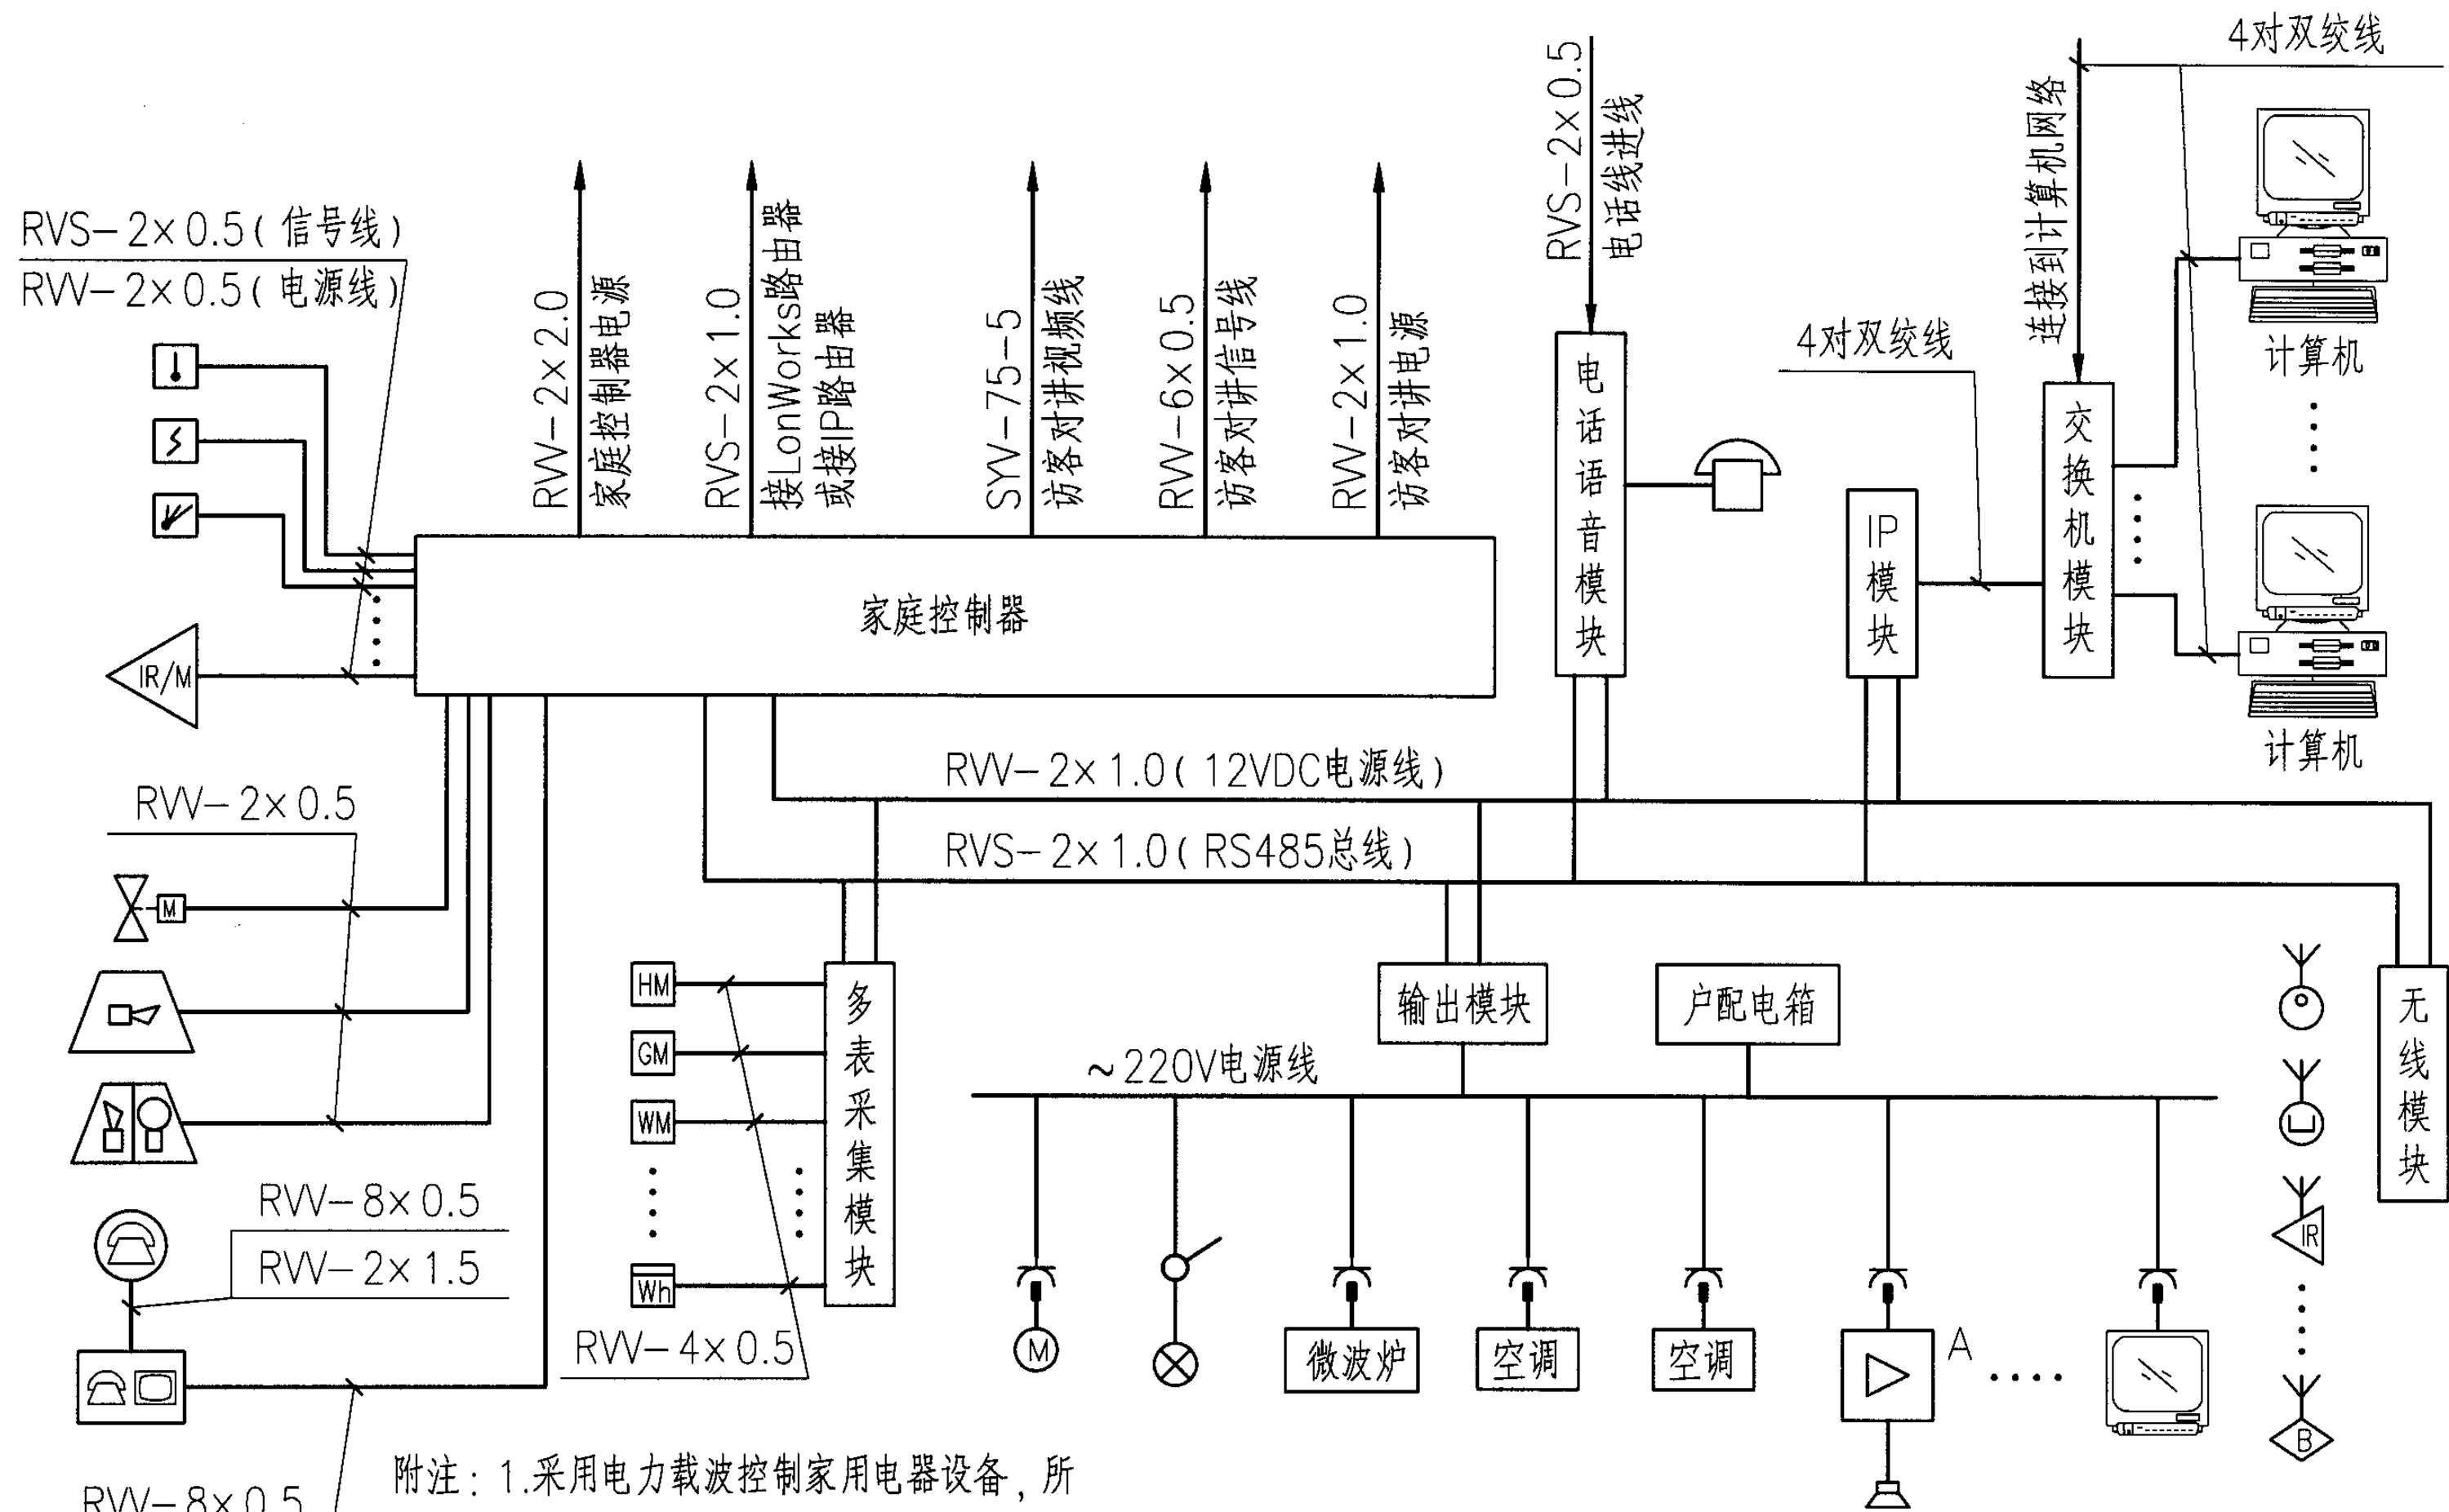 4对双绞线
RVS-2×0.5
电话线进线
连接到计算机网络
RVS-2×0.5(信号线)
RVV-2×0.5(电源线)
RVV-2×2.0
家庭控制器电源
RVS-2×1.0
接LonWorks路由器
或接IP路由器
SYV-75-5
访客对讲视频线
RVV-6×0.5
访客对讲信号线
RVV-2×1.0
访客对讲电源
4对双绞线
计算机
电话语音模块
IP模块
交换机模块
家庭控制器
IR/M
计算机
RVV-2×1.0(12VDC电源线)
RVV-2×0.5
RVS-2×1.0(RS485总线)
M
HM
GM
WM
Wh
多表采集模块
输出模块
户配电箱
无线模块
~220V电源线
RVV-8×0.5
RVV-2×1.5
IR
RVV-4×0.5
M
微波炉
空调
空调
A
B
附注: 1.采用电力载波控制家用电器设备, 所
RVV-8×0.5